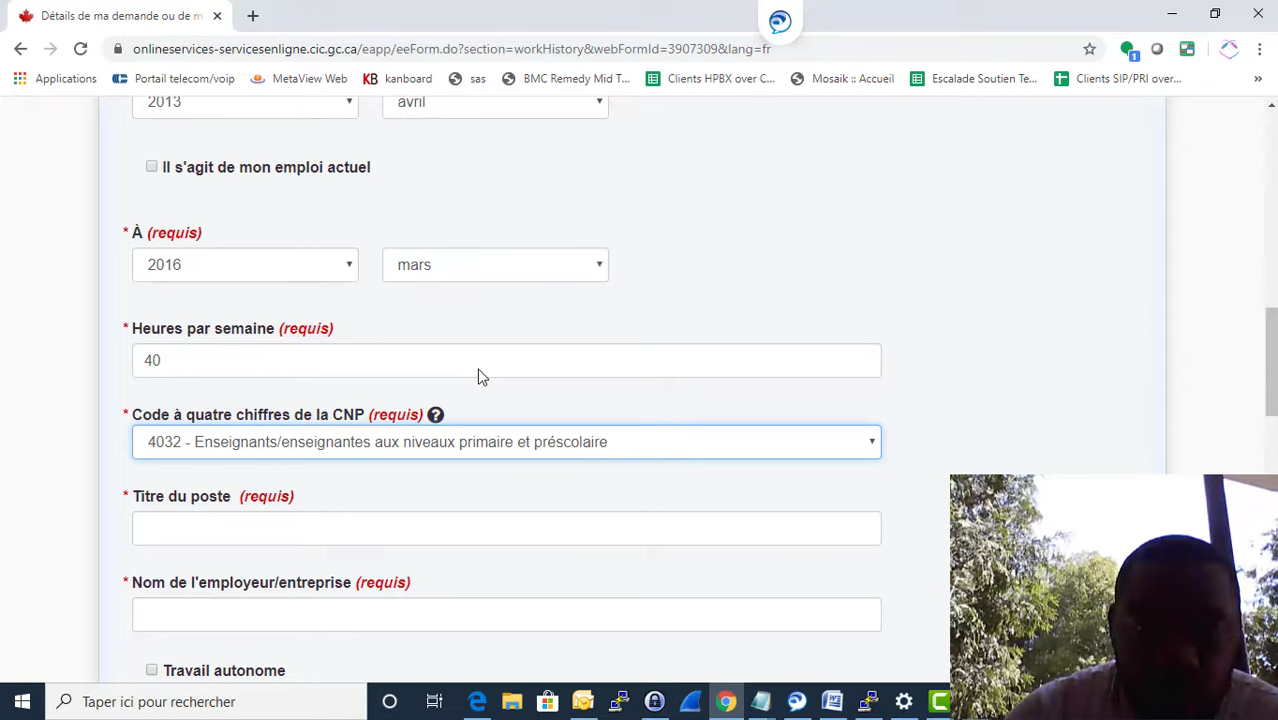 Détails de ma demande ou de m
onlineservices-servicesenligne.cic.gc.ca/eapp/eeForm.do?section=workHistory&webFormId=3907309&lang=fr
1
Applications Portail telecom/voip MetaView Web KB kanboard sas BMC Remedy Mid T... Clients HPBX over C... Mosaik :: Accueil Escalade Soutien Te... Clients SIP/PRI over... »
2013 avril
Il s'agit de mon emploi actuel
* À (requis)
2016 mars
* Heures par semaine (requis)
40
* Code à quatre chiffres de la CNP (requis) ?
4032 - Enseignants/enseignantes aux niveaux primaire et préscolaire
* Titre du poste (requis)
* Nom de l'employeur/entreprise (requis)
Travail autonome
Taper ici pour rechercher